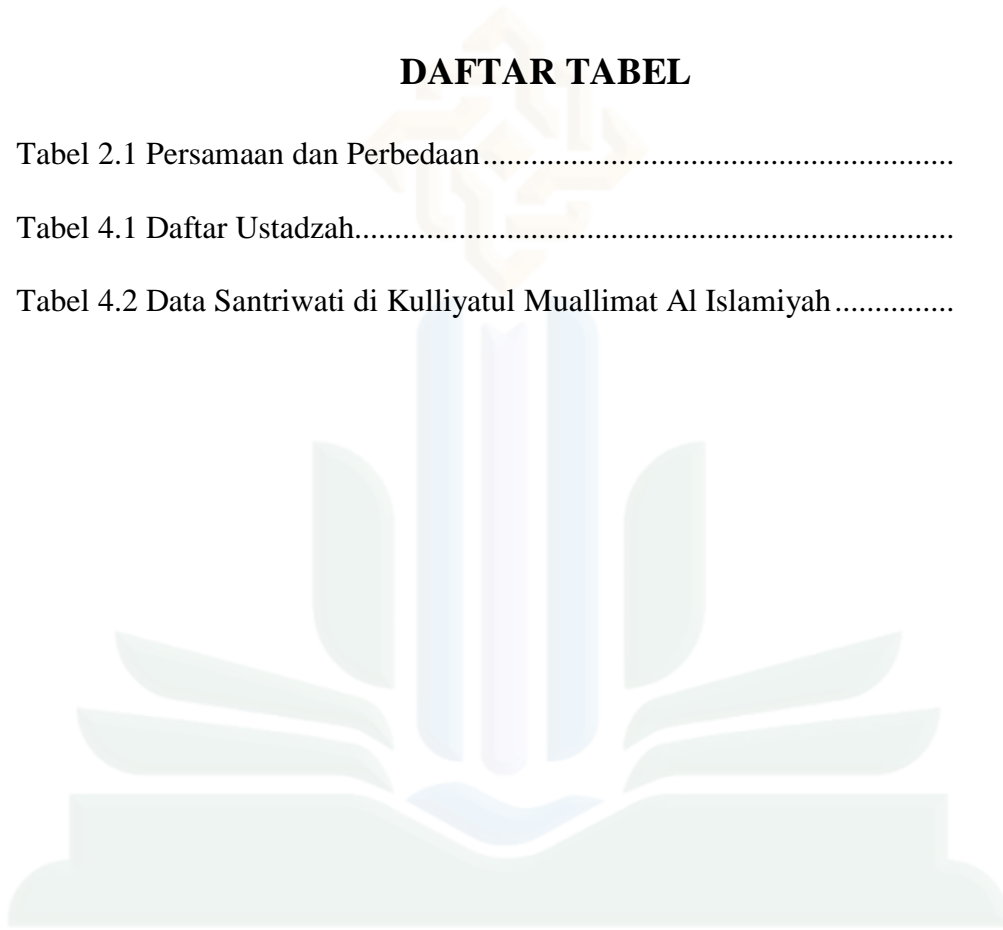 DAFTAR TABEL
Tabel 2.1 Persamaan dan Perbedaan...........................................................
Tabel 4.1 Daftar Ustadzah...........................................................................
Tabel 4.2 Data Santriwati di Kulliyatul Muallimat Al Islamiyah...............